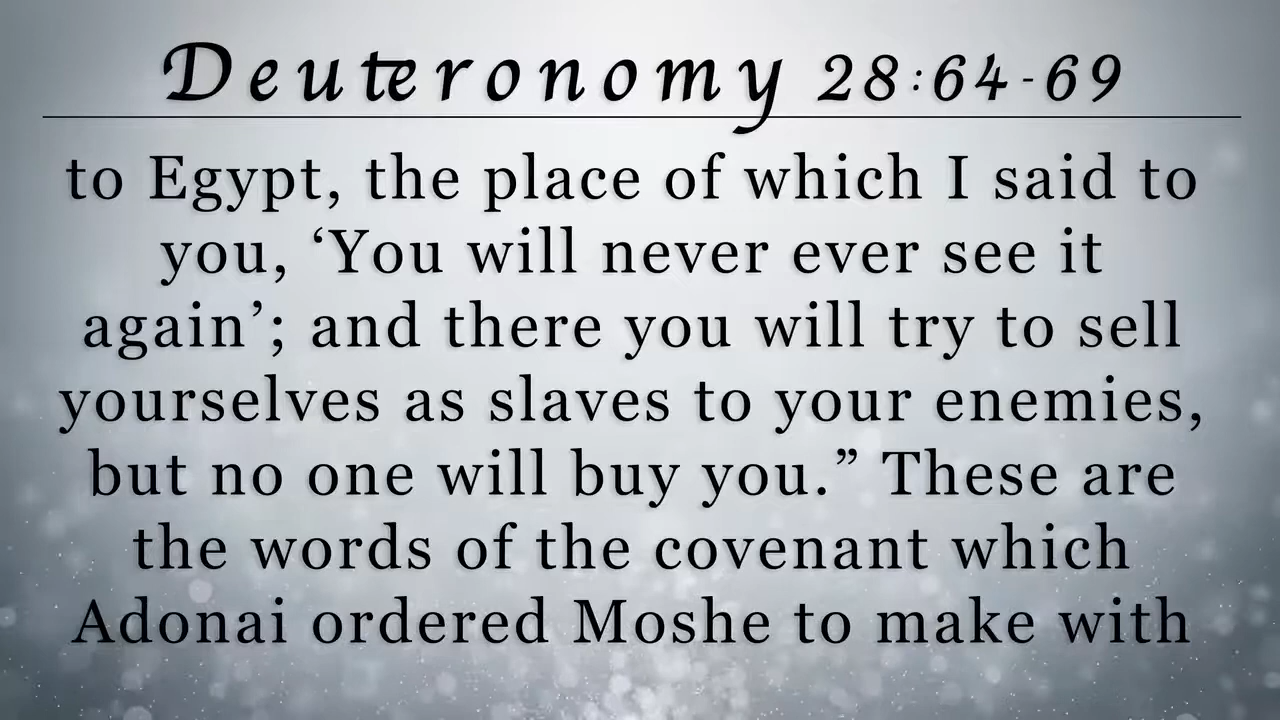 Deuteronomy 28:64-69
to Egypt, the place of which I said to
you, ‘You will never ever see it
again’; and there you will try to sell
yourselves as slaves to your enemies,
but no one will buy you.” These are
the words of the covenant which
Adonai ordered Moshe to make with